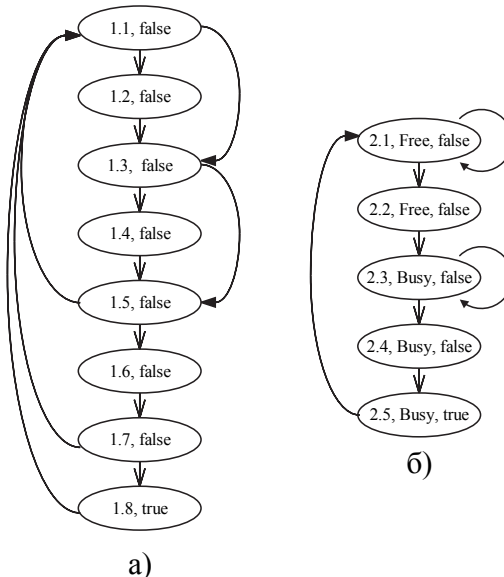 1.1, false
1.2, false
1.3, false
1.4, false
1.5, false
1.6, false
1.7, false
1.8, true
а)
2.1, Free, false
2.2, Free, false
2.3, Busy, false
2.4, Busy, false
2.5, Busy, true
б)